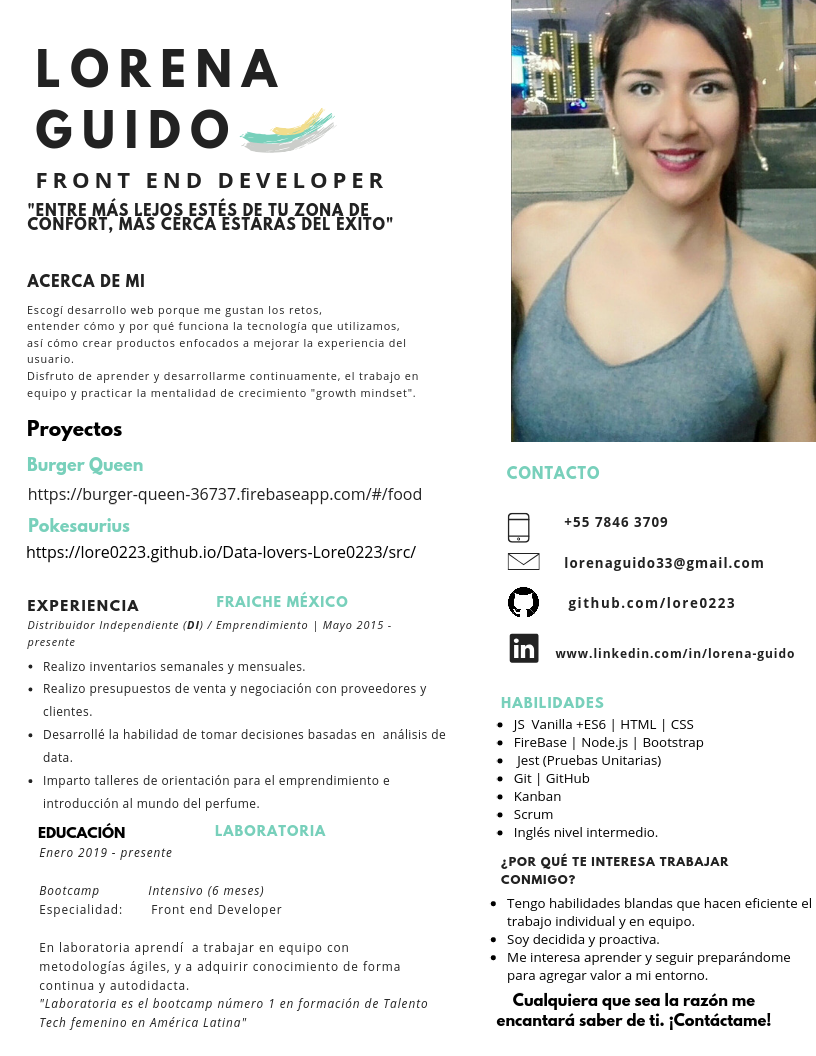 LORENA
GUIDO
FRONT END DEVELOPER
"ENTRE MÁS LEJOS ESTÉS DE TU ZONA DE
CONFORT, MÁS CERCA ESTARÁS DEL ÉXITO"
ACERCA DE MI
Escogí desarrollo web porque me gustan los retos,
entender cómo y por qué funciona la tecnología que utilizamos,
así cómo crear productos enfocados a mejorar la experiencia del
usuario.
Disfruto de aprender y desarrollarme continuamente, el trabajo en
equipo y practicar la mentalidad de crecimiento "growth mindset".
Proyectos
Burger Queen
https://burger-queen-36737.firebaseapp.com/#/food
Pokesaurius
https://lore0223.github.io/Data-lovers-Lore0223/src/
EXPERIENCIA FRAICHE MÉXICO
Distribuidor Independiente (DI) / Emprendimiento | Mayo 2015 -
presente
Realizo inventarios semanales y mensuales.
Realizo presupuestos de venta y negociación con proveedores y
clientes.
Desarrollé la habilidad de tomar decisiones basadas en análisis de
data.
Imparto talleres de orientación para el emprendimiento e
introducción al mundo del perfume.
EDUCACIÓN LABORATORIA
Enero 2019 - presente
Bootcamp Intensivo (6 meses)
Especialidad: Front end Developer
En laboratoria aprendí a trabajar en equipo con
metodologías ágiles, y a adquirir conocimiento de forma
continua y autodidacta.
"Laboratoria es el bootcamp número 1 en formación de Talento
Tech femenino en América Latina"
CONTACTO
+55 7846 3709
lorenaguido33@gmail.com
github.com/lore0223
in www.linkedin.com/in/lorena-guido
HABILIDADES
JS Vanilla +ES6 | HTML | CSS
FireBase | Node.js | Bootstrap
Jest (Pruebas Unitarias)
Git | GitHub
Kanban
Scrum
Inglés nivel intermedio.
¿POR QUÉ TE INTERESA TRABAJAR
CONMIGO?
Tengo habilidades blandas que hacen eficiente el
trabajo individual y en equipo.
Soy decidida y proactiva.
Me interesa aprender y seguir preparándome
para agregar valor a mi entorno.
Cualquiera que sea la razón me
encantará saber de ti. ¡Contáctame!